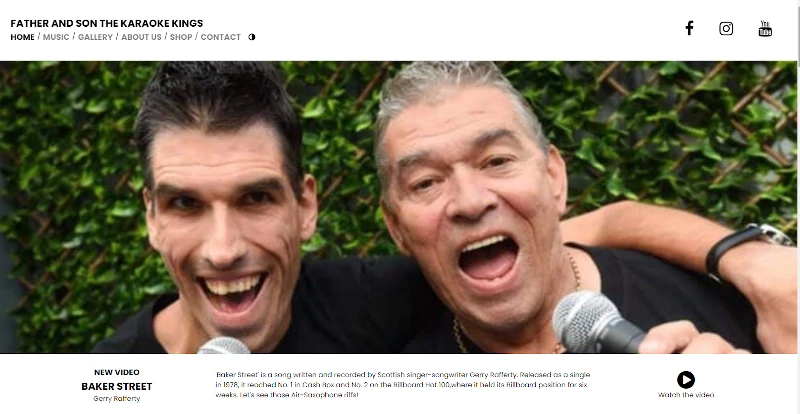 FATHER AND SON THE KARAOKE KINGS
HOME / MUSIC / GALLERY / ABOUT US / SHOP / CONTACT
You
Tube
NEW VIDEO
BAKER STREET
Gerry Rafferty
'Baker Street' is a song written and recorded by Scottish singer-songwriter Gerry Rafferty. Released as a single
in 1978, it reached No. 1 in Cash Box and No. 2 on the Billboard Hot 100,where it held its Billboard position for six
weeks. Let's see those Air-Saxophone riffs!
Watch the video